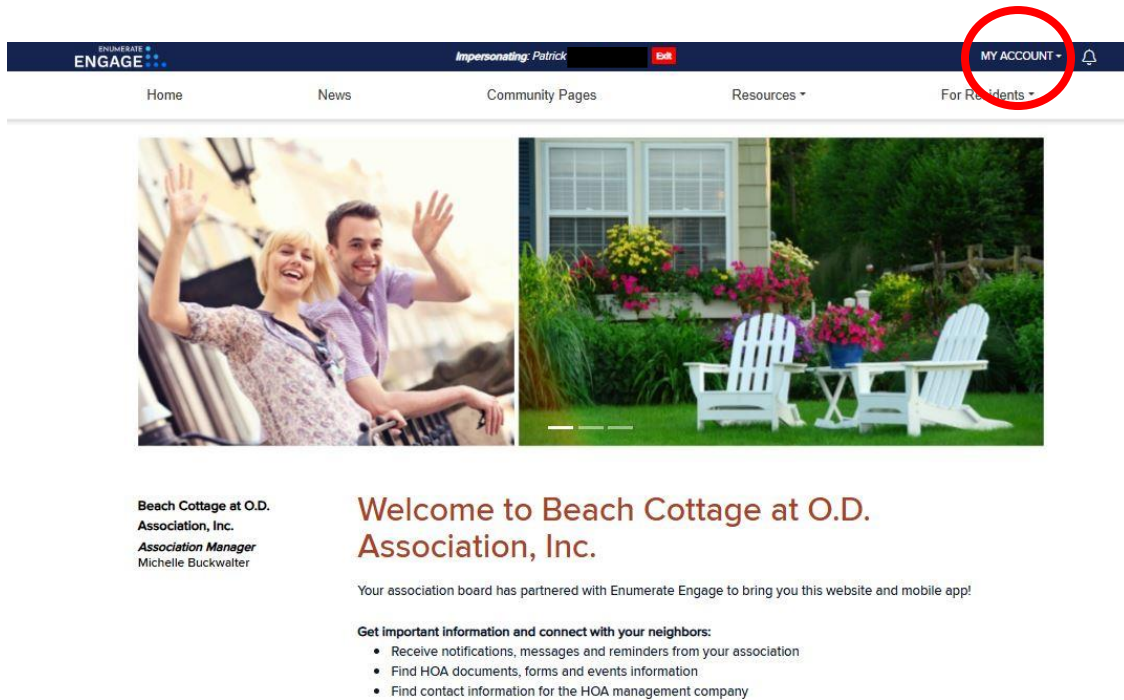 ENUMERATE
ENGAGE
Impersonating: Patrick
Exit
MY ACCOUNT
Home
News
Community Pages
Resources
For Residents
Beach Cottage at O.D.
Association, Inc.
Association Manager
Michelle Buckwalter
Welcome to Beach Cottage at O.D.
Association, Inc.
Your association board has partnered with Enumerate Engage to bring you this website and mobile app!
Get important information and connect with your neighbors:
• Receive notifications, messages and reminders from your association
• Find HOA documents, forms and events information
• Find contact information for the HOA management company